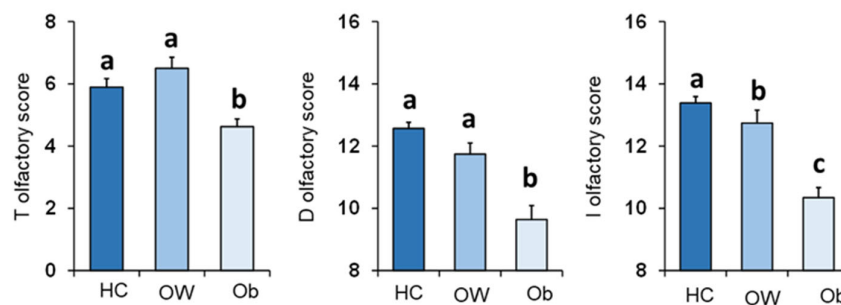 T olfactory score
8
6
4
2
0
a
a
b
HC
OW
Ob
D olfactory score
16
14
12
10
8
a
a
b
HC
OW
Ob
I olfactory score
16
14
12
10
8
a
b
c
HC
OW
Ob